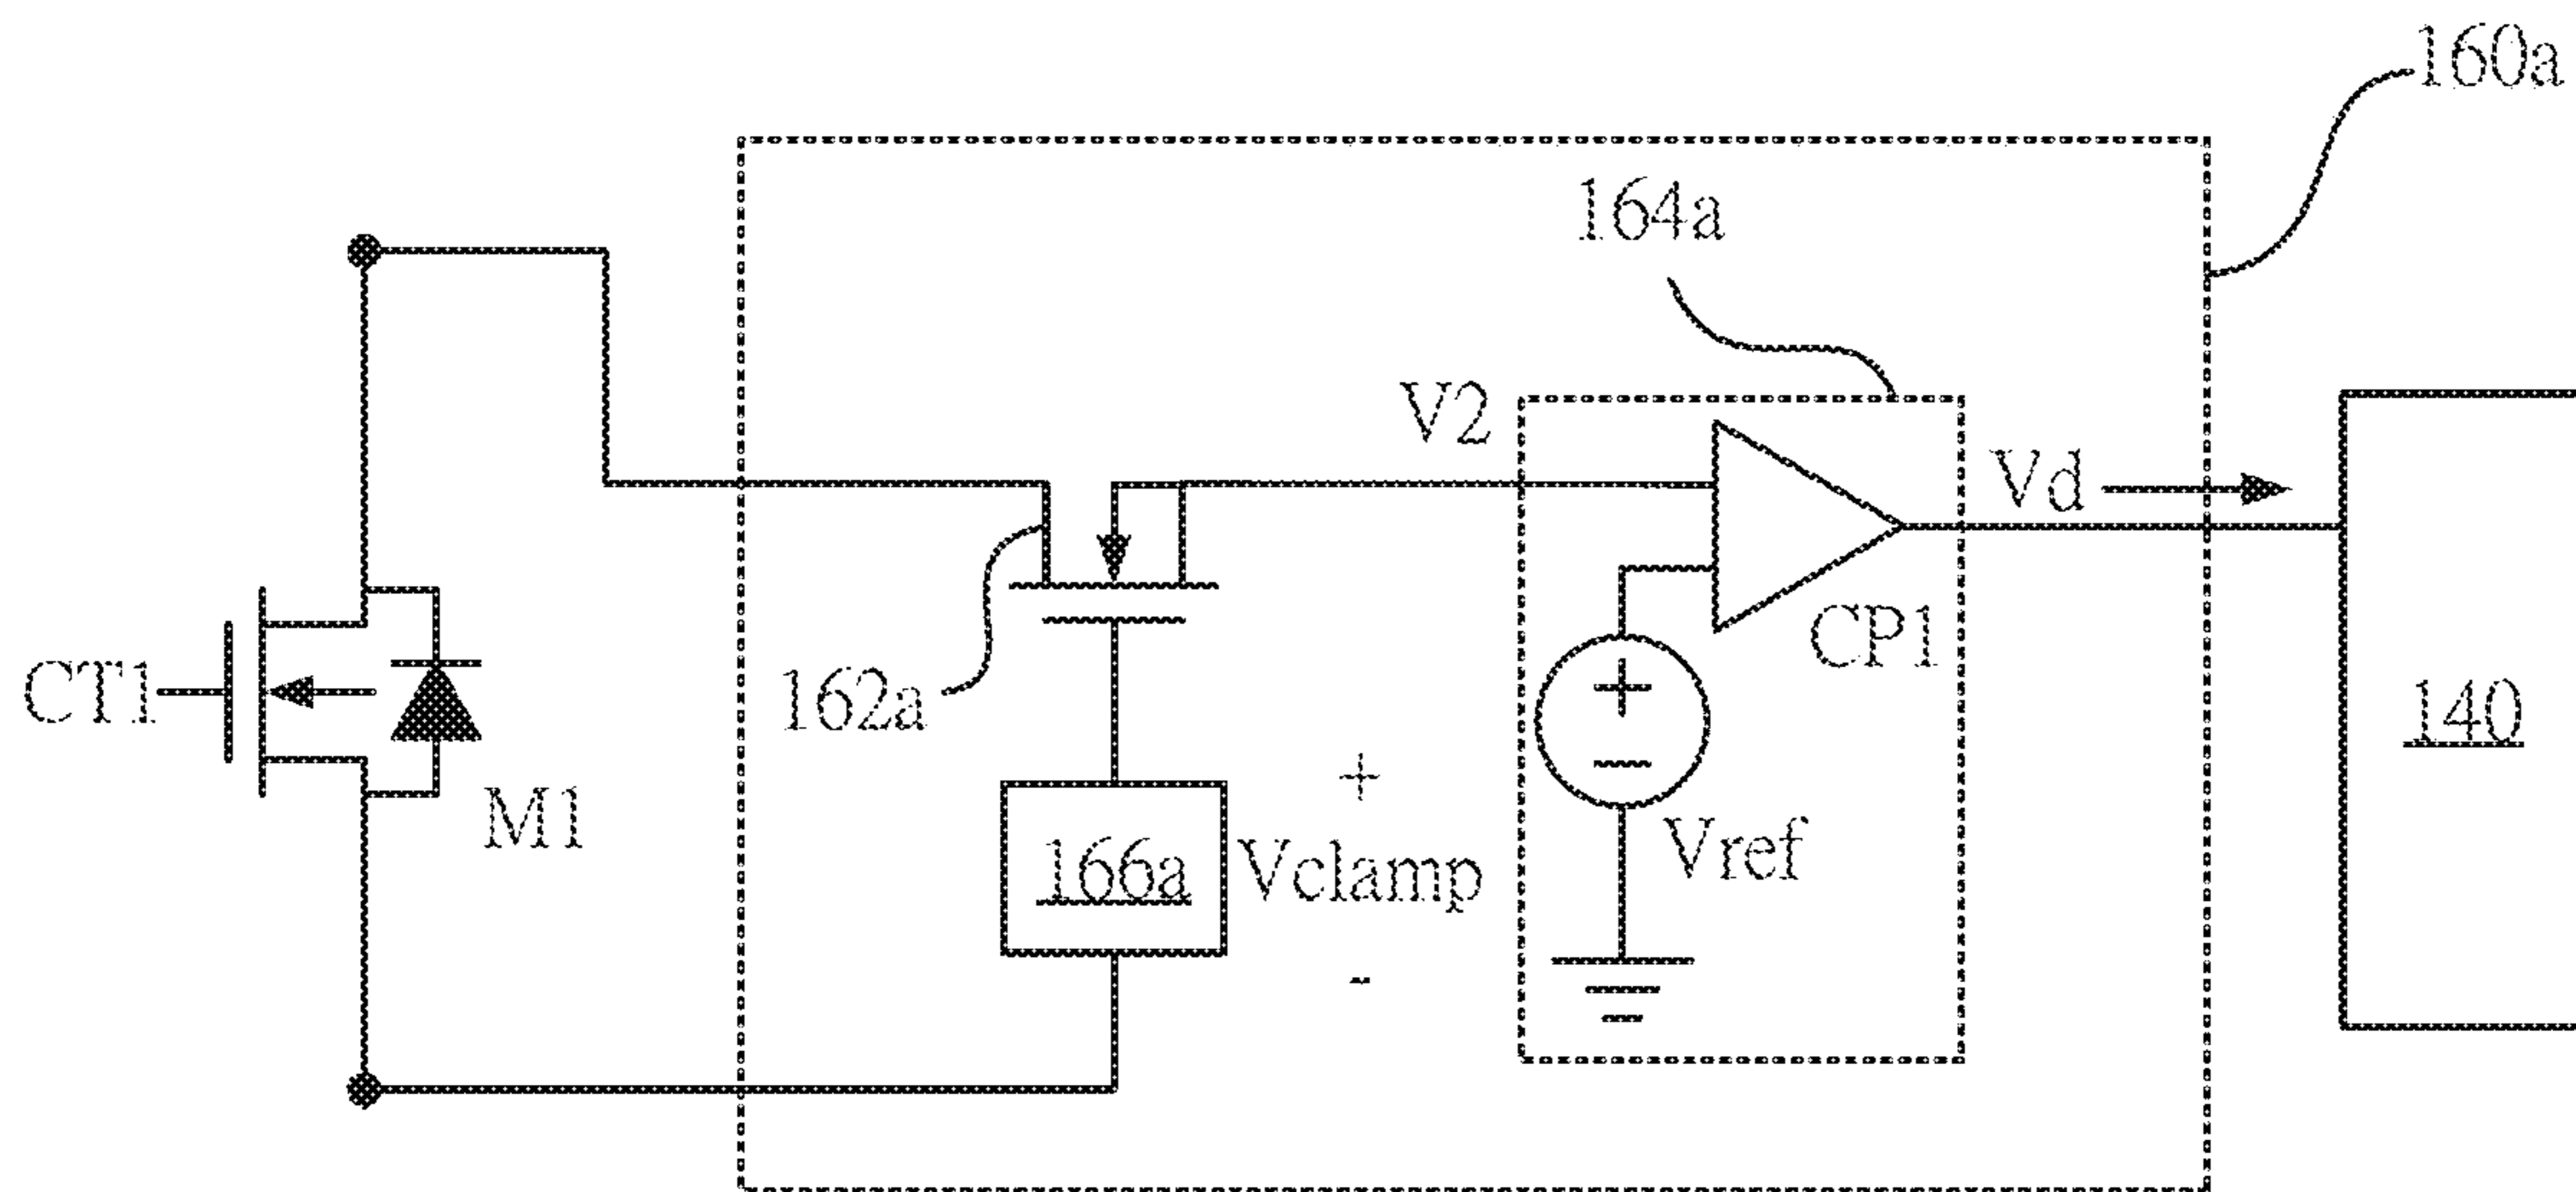 160a
164a
V2
Vd
CT1
162a
CP1
140
+
-
M1
166a
+
Vclamp
-
Vref